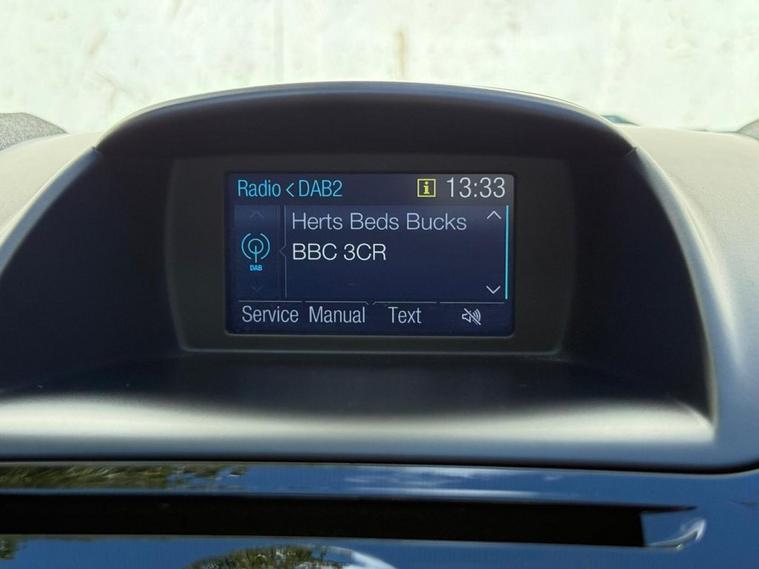 Radio < DAB2 i 13:33
Herts Beds Bucks
BBC 3CR
DAB
Service Manual Text